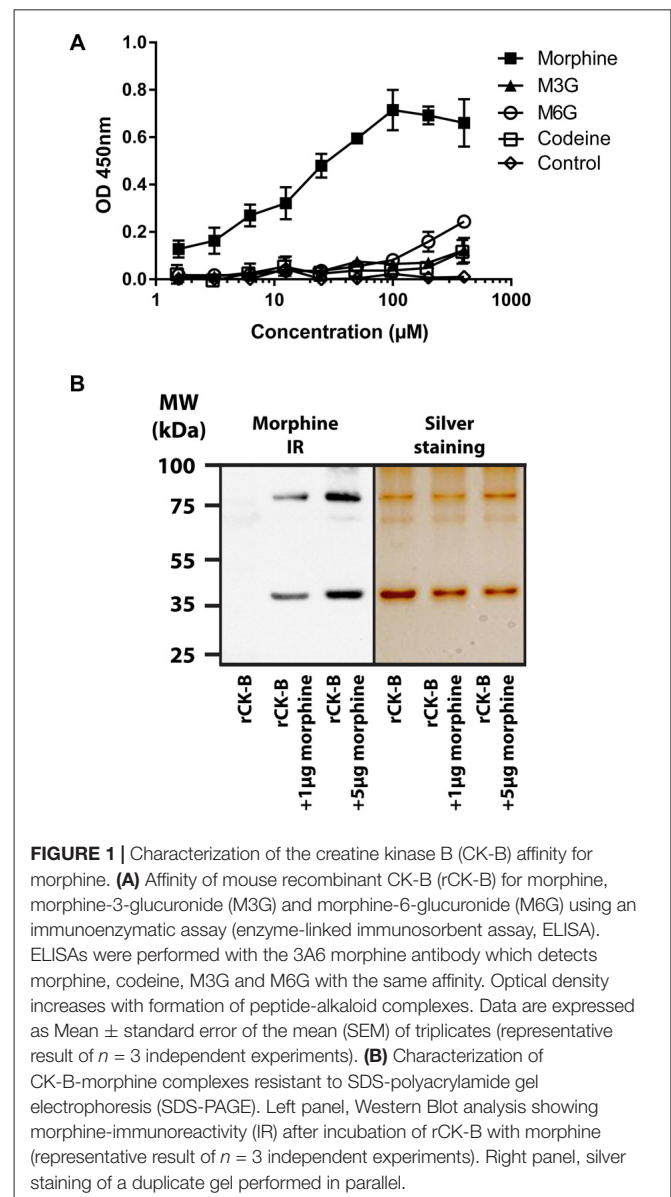 A
OD 450nm
1.0
0.8
0.6
0.4
0.2
0.0
1
10
100
1000
Concentration (µM)
Morphine
M3G
M6G
Codeine
Control
B
MW
(kDa)
Morphine
IR
Silver
staining
100
75
55
35
25
rCK-B
rCK-B
+1µg morphine
rCK-B
+5µg morphine
rCK-B
rCK-B
+1µg morphine
rCK-B
+5µg morphine
FIGURE 1 | Characterization of the creatine kinase B (CK-B) affinity for
morphine. (A) Affinity of mouse recombinant CK-B (rCK-B) for morphine,
morphine-3-glucuronide (M3G) and morphine-6-glucuronide (M6G) using an
immunoenzymatic assay (enzyme-linked immunosorbent assay, ELISA).
ELISAs were performed with the 3A6 morphine antibody which detects
morphine, codeine, M3G and M6G with the same affinity. Optical density
increases with formation of peptide-alkaloid complexes. Data are expressed
as Mean ± standard error of the mean (SEM) of triplicates (representative
result of n = 3 independent experiments). (B) Characterization of
CK-B-morphine complexes resistant to SDS-polyacrylamide gel
electrophoresis (SDS-PAGE). Left panel, Western Blot analysis showing
morphine-immunoreactivity (IR) after incubation of rCK-B with morphine
(representative result of n = 3 independent experiments). Right panel, silver
staining of a duplicate gel performed in parallel.